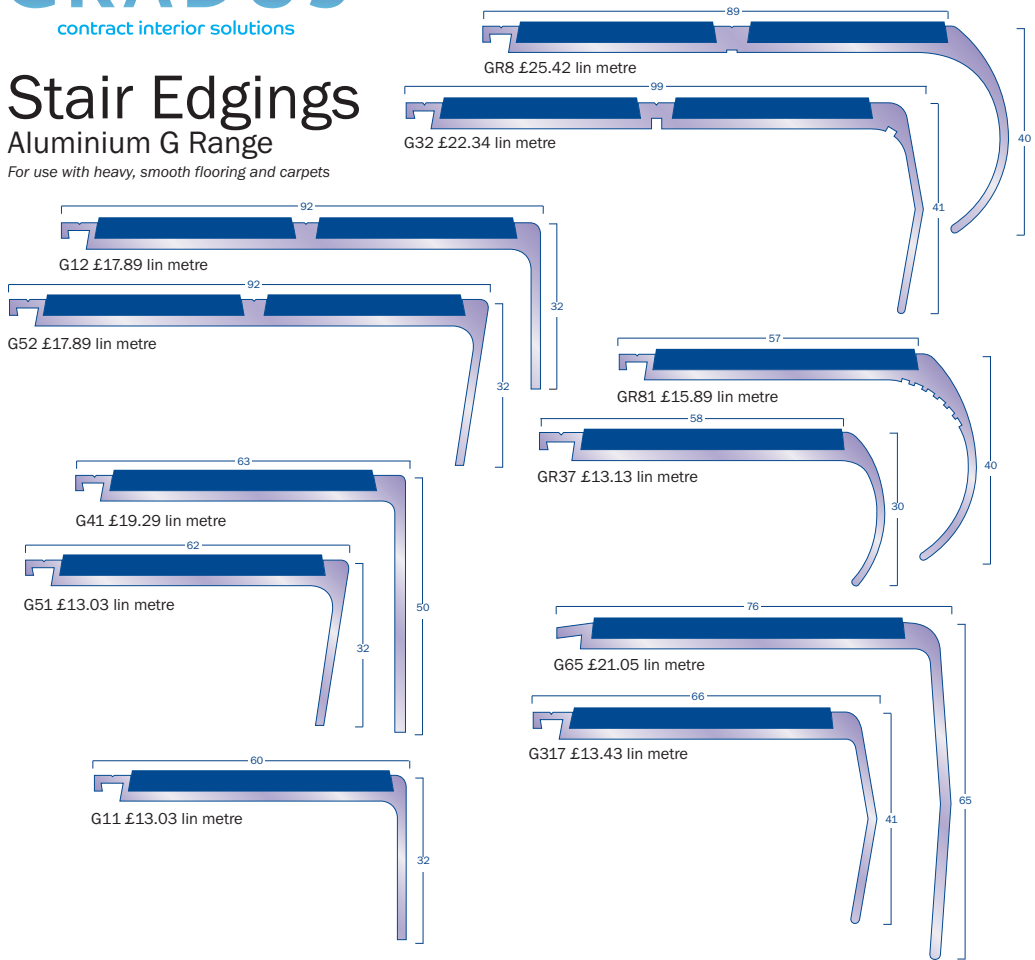 GRADUS
contract interior solutions
Stair Edgings
Aluminium G Range
For use with heavy, smooth flooring and carpets
89
40
GR8 £25.42 lin metre
99
41
G32 £22.34 lin metre
92
32
G12 £17.89 lin metre
92
32
G52 £17.89 lin metre
57
40
GR81 £15.89 lin metre
58
30
GR37 £13.13 lin metre
63
50
G41 £19.29 lin metre
62
32
G51 £13.03 lin metre
76
65
G65 £21.05 lin metre
66
41
G317 £13.43 lin metre
60
32
G11 £13.03 lin metre